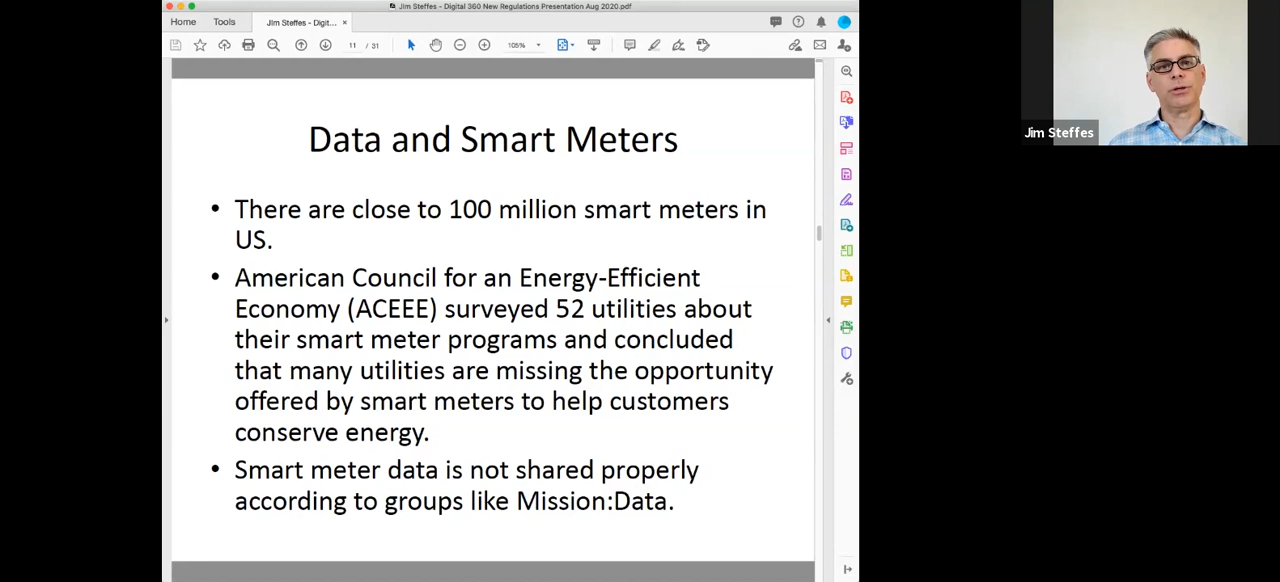 Jim Steffes - Digital 360 New Regulations Presentation Aug 2020.pdf
Home
Tools
Jim Steffes - Digit...
11 / 31
105%
Jim Steffes
Data and Smart Meters
• There are close to 100 million smart meters in
US.
• American Council for an Energy-Efficient
Economy (ACEEE) surveyed 52 utilities about
their smart meter programs and concluded
that many utilities are missing the opportunity
offered by smart meters to help customers
conserve energy.
• Smart meter data is not shared properly
according to groups like Mission:Data.